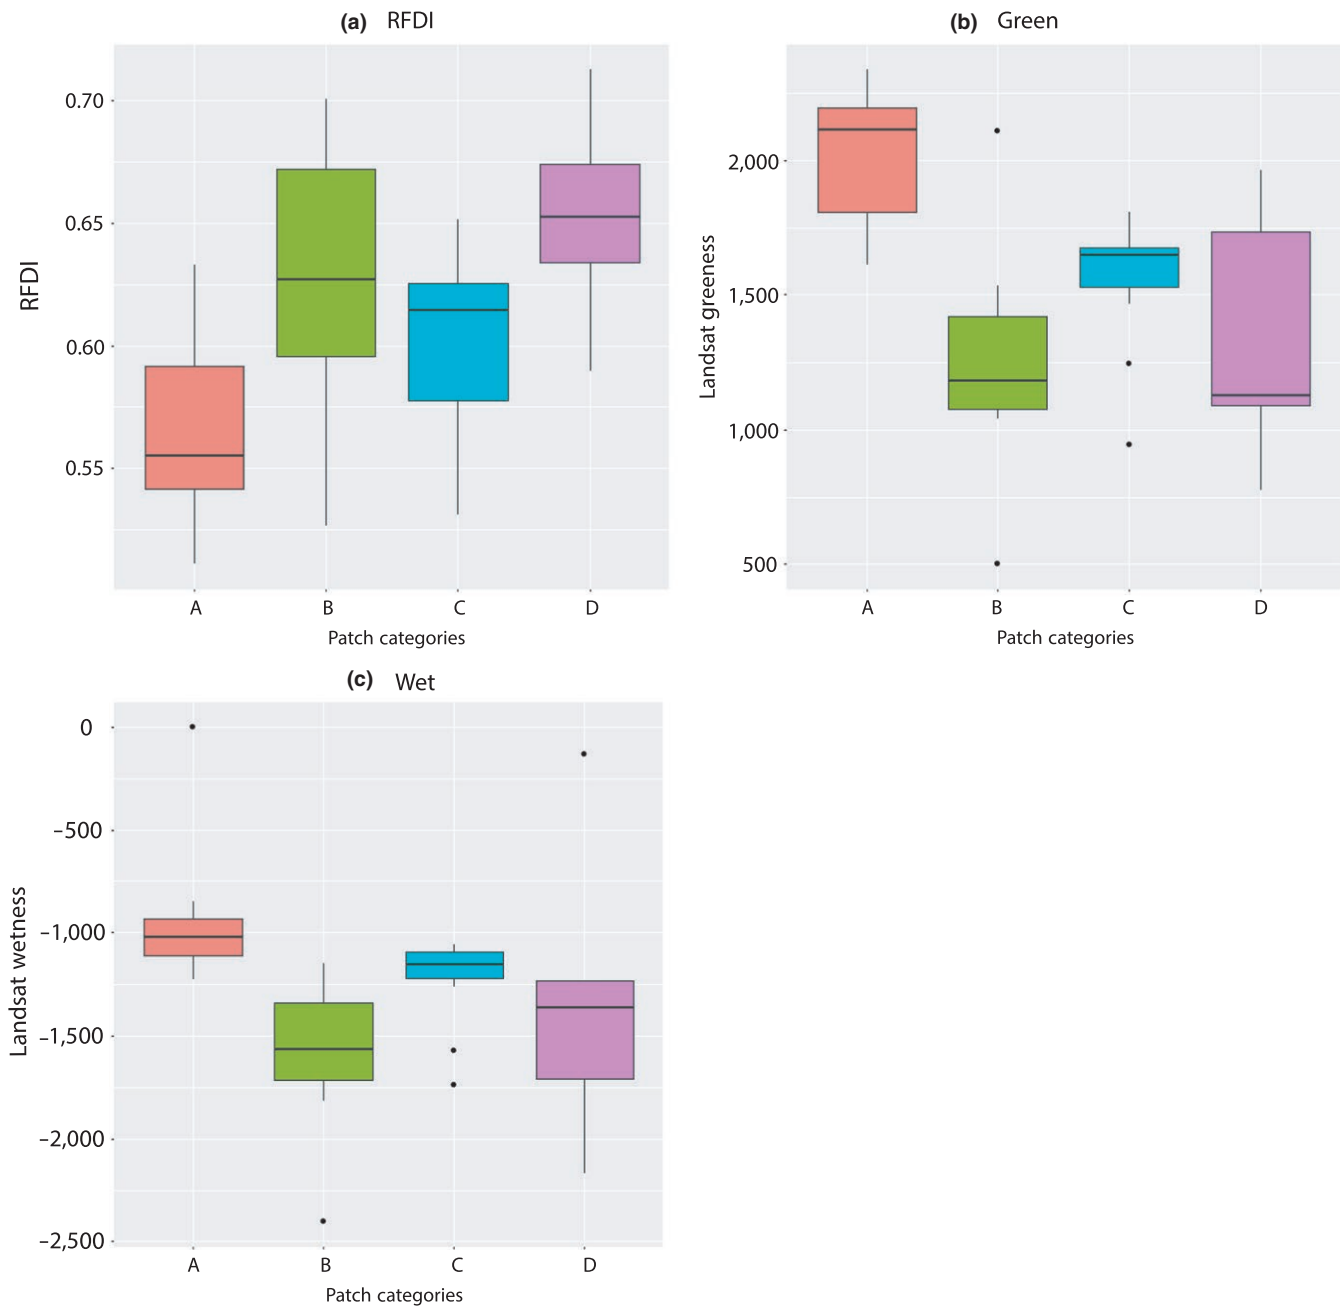 (a) RFDI
0.70
0.65
0.60
0.55
RFDI
A B C D
Patch categories
(b) Green
2,000
1,500
1,000
500
Landsat greenness
A B C D
Patch categories
(c) Wet
0
–500
–1,000
–1,500
–2,000
–2,500
Landsat wetness
A B C D
Patch categories